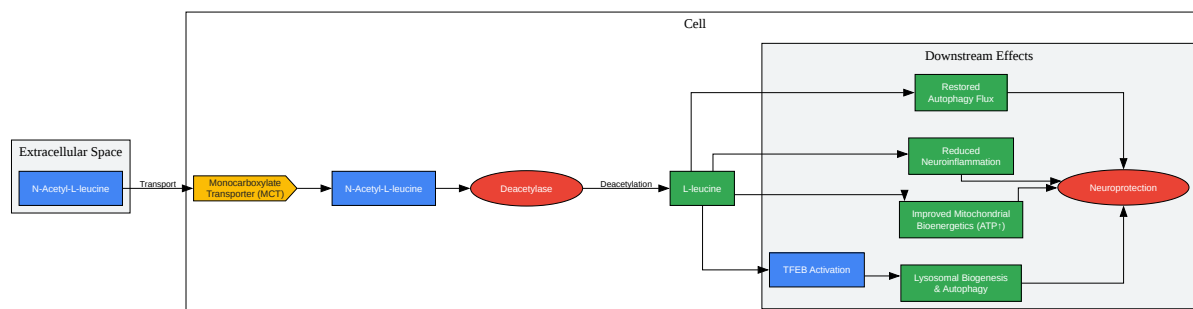 Cell
Downstream Effects
Restored
Autophagy Flux
Extracellular Space
Reduced
Neuroinflammation
N-Acetyl-L-leucine
Transport
Monocarboxylate
Transporter (MCT)
N-Acetyl-L-leucine
Deacetylase
Deacetylation
L-leucine
Neuroprotection
Improved Mitochondrial
Bioenergetics (ATP↑)
TFEB Activation
Lysosomal Biogenesis
& Autophagy